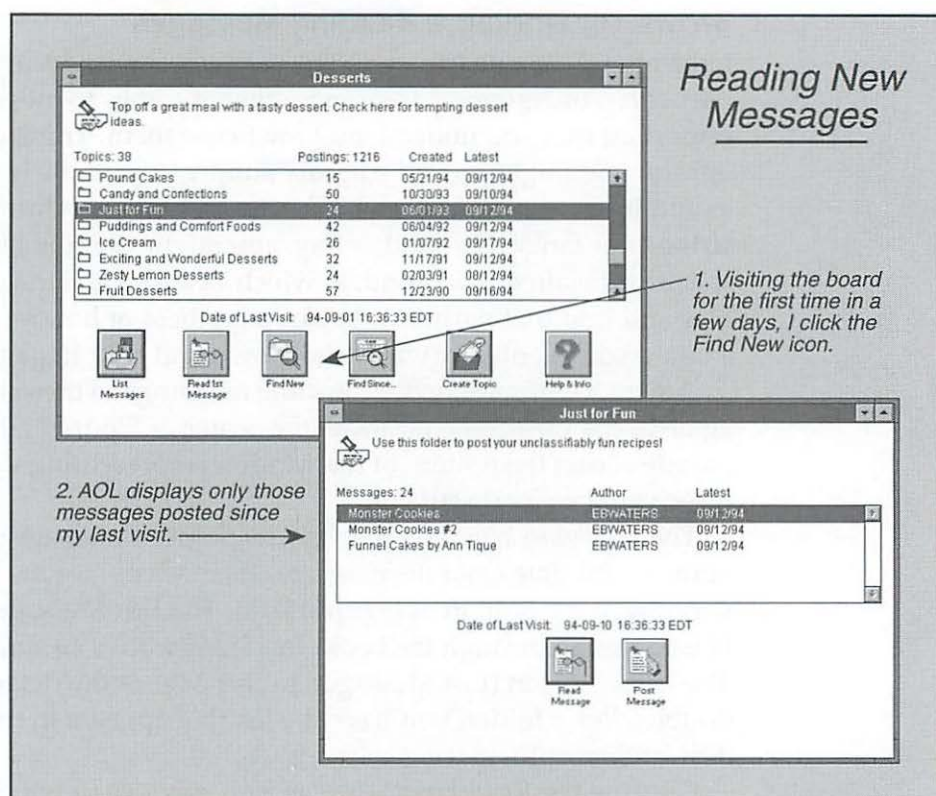 Reading New
Messages
Desserts
Top off a great meal with a tasty dessert. Check here for tempting dessert
ideas.
Topics: 38 Postings: 1216 Created Latest
Pound Cakes 15 05/21/94 09/12/94
Candy and Confections 50 10/30/93 09/10/94
Just for Fun 24 06/01/93 09/12/94
Puddings and Comfort Foods 42 06/04/92 09/12/94
Ice Cream 26 01/07/92 09/17/94
Exciting and Wonderful Desserts 32 11/17/91 09/12/94
Zesty Lemon Desserts 24 02/03/91 08/12/94
Fruit Desserts 57 12/23/90 09/16/94
Date of Last Visit: 94-09-01 16:36:33 EDT
List
Messages
Read 1st
Message
Find New
Find Since...
Create Topic
Help & Info
1. Visiting the board
for the first time in a
few days, I click the
Find New icon.
2. AOL displays only those
messages posted since
my last visit.
Just for Fun
Use this folder to post your unclassifiably fun recipes!
Messages: 24 Author Latest
Monster Cookies EBWATERS 09/12/94
Monster Cookies #2 EBWATERS 09/12/94
Funnel Cakes by Ann Tique EBWATERS 09/12/94
Date of Last Visit: 94-09-10 16:36:33 EDT
Read
Message
Post
Message